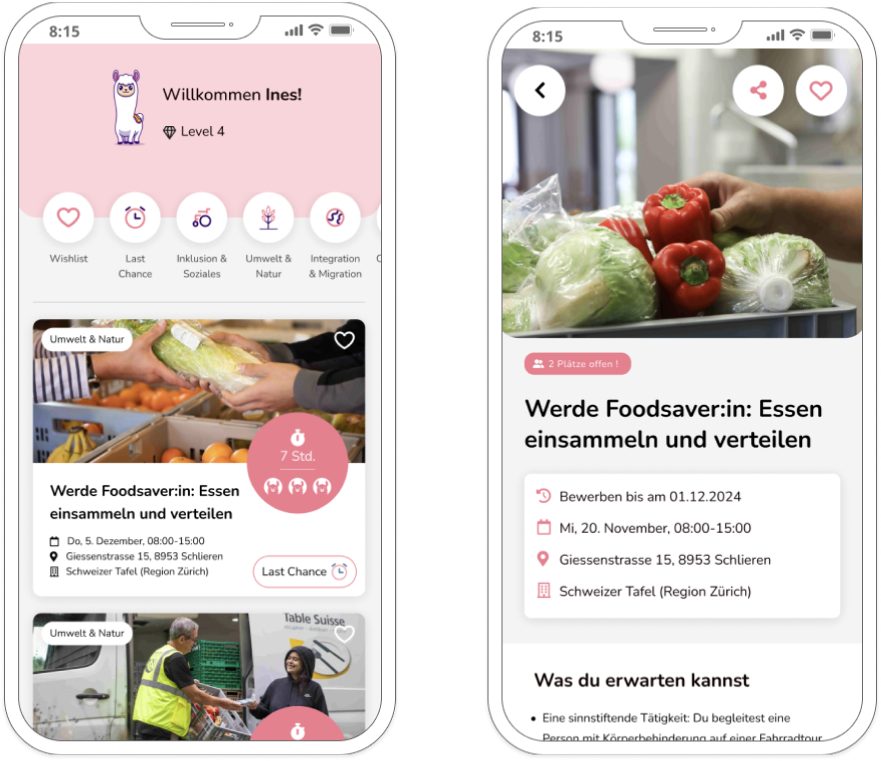 8:15
Willkommen Ines!
Level 4
Wishlist
Last
Chance
Inklusion &
Soziales
Umwelt &
Natur
Integration
& Migration
Umwelt & Natur
7 Std.
Werde Foodsaver:in: Essen
einsammeln und verteilen
Do, 5. Dezember, 08:00-15:00
Giessenstrasse 15, 8953 Schlieren
Schweizer Tafel (Region Zürich)
Last Chance
Umwelt & Natur
Table Suisse
8:15
2 Plätze offen !
Werde Foodsaver:in: Essen
einsammeln und verteilen
Bewerben bis am 01.12.2024
Mi, 20. November, 08:00-15:00
Giessenstrasse 15, 8953 Schlieren
Schweizer Tafel (Region Zürich)
Was du erwarten kannst
• Eine sinnstiftende Tätigkeit: Du begleitest eine
Person mit Körperbehinderung auf einer Fahrradtour